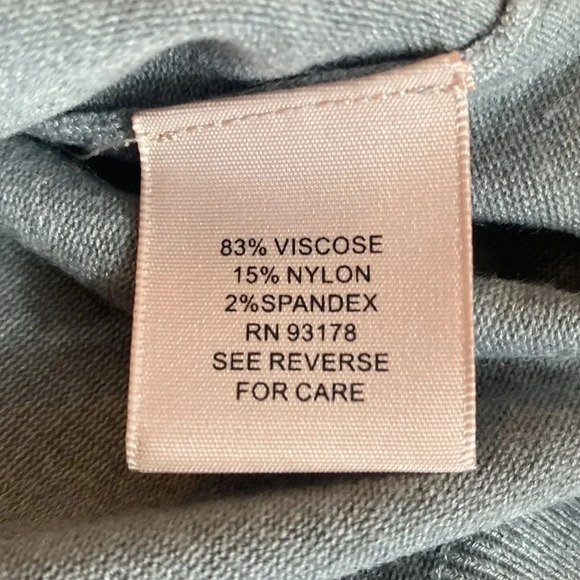 83% VISCOSE
15% NYLON
2%SPANDEX
RN 93178
SEE REVERSE
FOR CARE